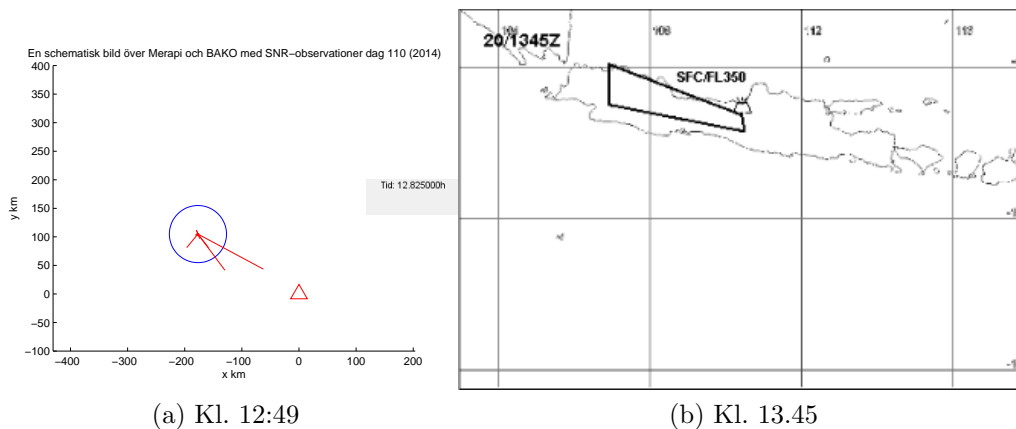 En schematisk bild över Merapi och BAKO med SNR−observationer dag 110 (2014)
400
350
300
250
200
150
100
50
0
−50
−100
−400
−300
−200
−100
0
100
200
x km
y km
Tid: 12.825000h
20/1345Z
SFC/FL350
106
112
113
(a) Kl. 12:49
(b) Kl. 13.45